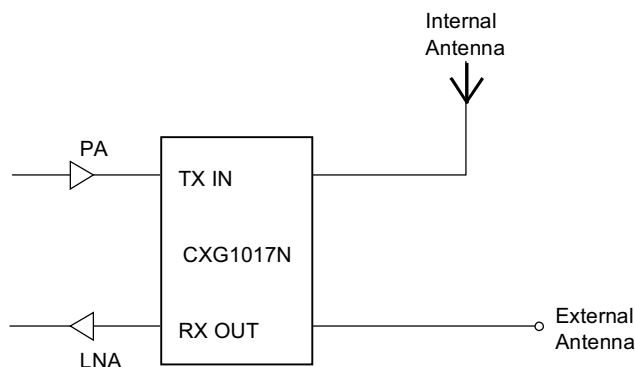 Internal
Antenna
PA
TX IN
CXG1017N
RX OUT
LNA
External
Antenna